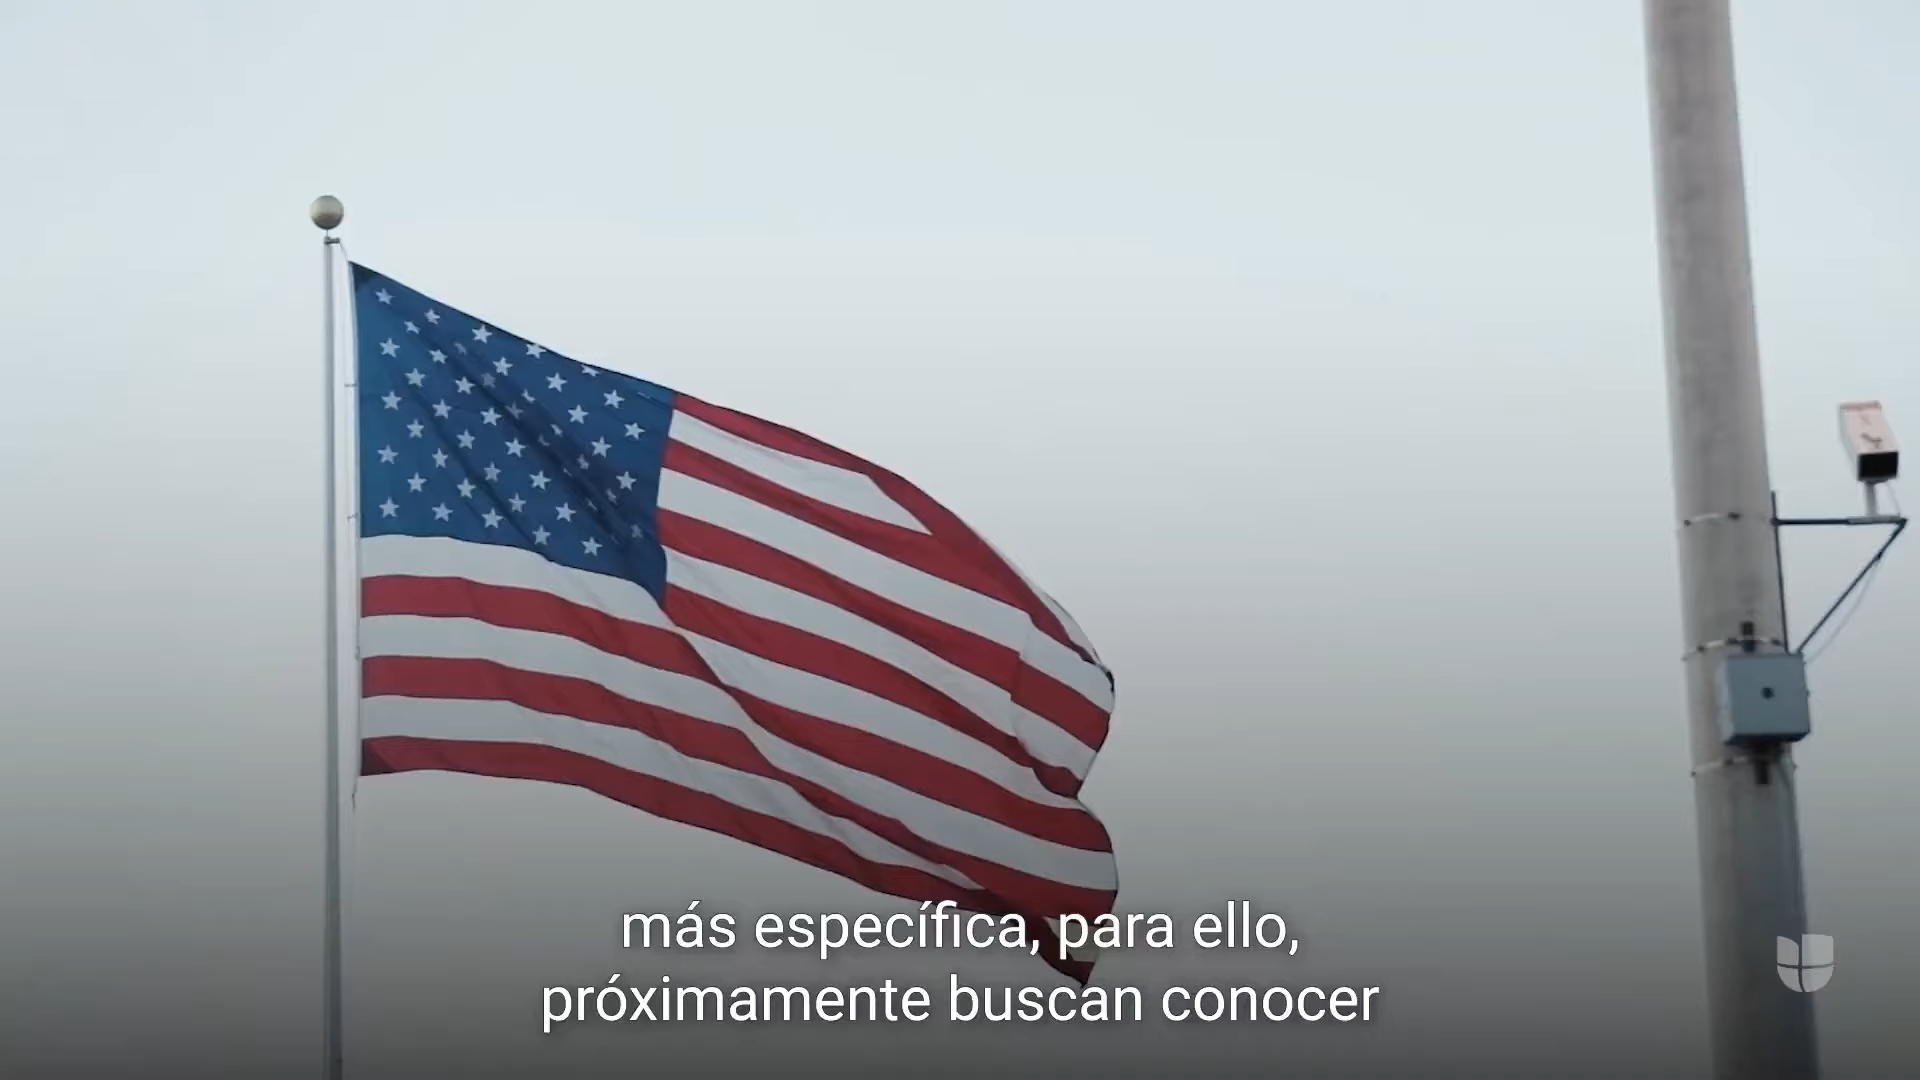 más específica, para ello,
próximamente buscan conocer